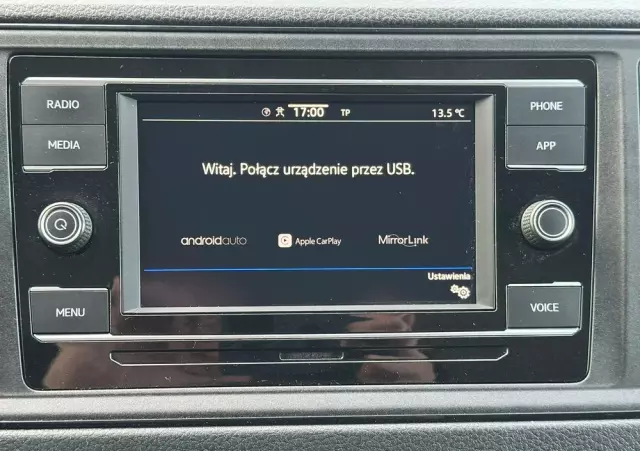 RADIO
MEDIA
MENU
17:00 TP 13.5 °C
Witaj. Połącz urządzenie przez USB.
androidauto Apple CarPlay MirrorLink
Ustawienia
PHONE
APP
VOICE